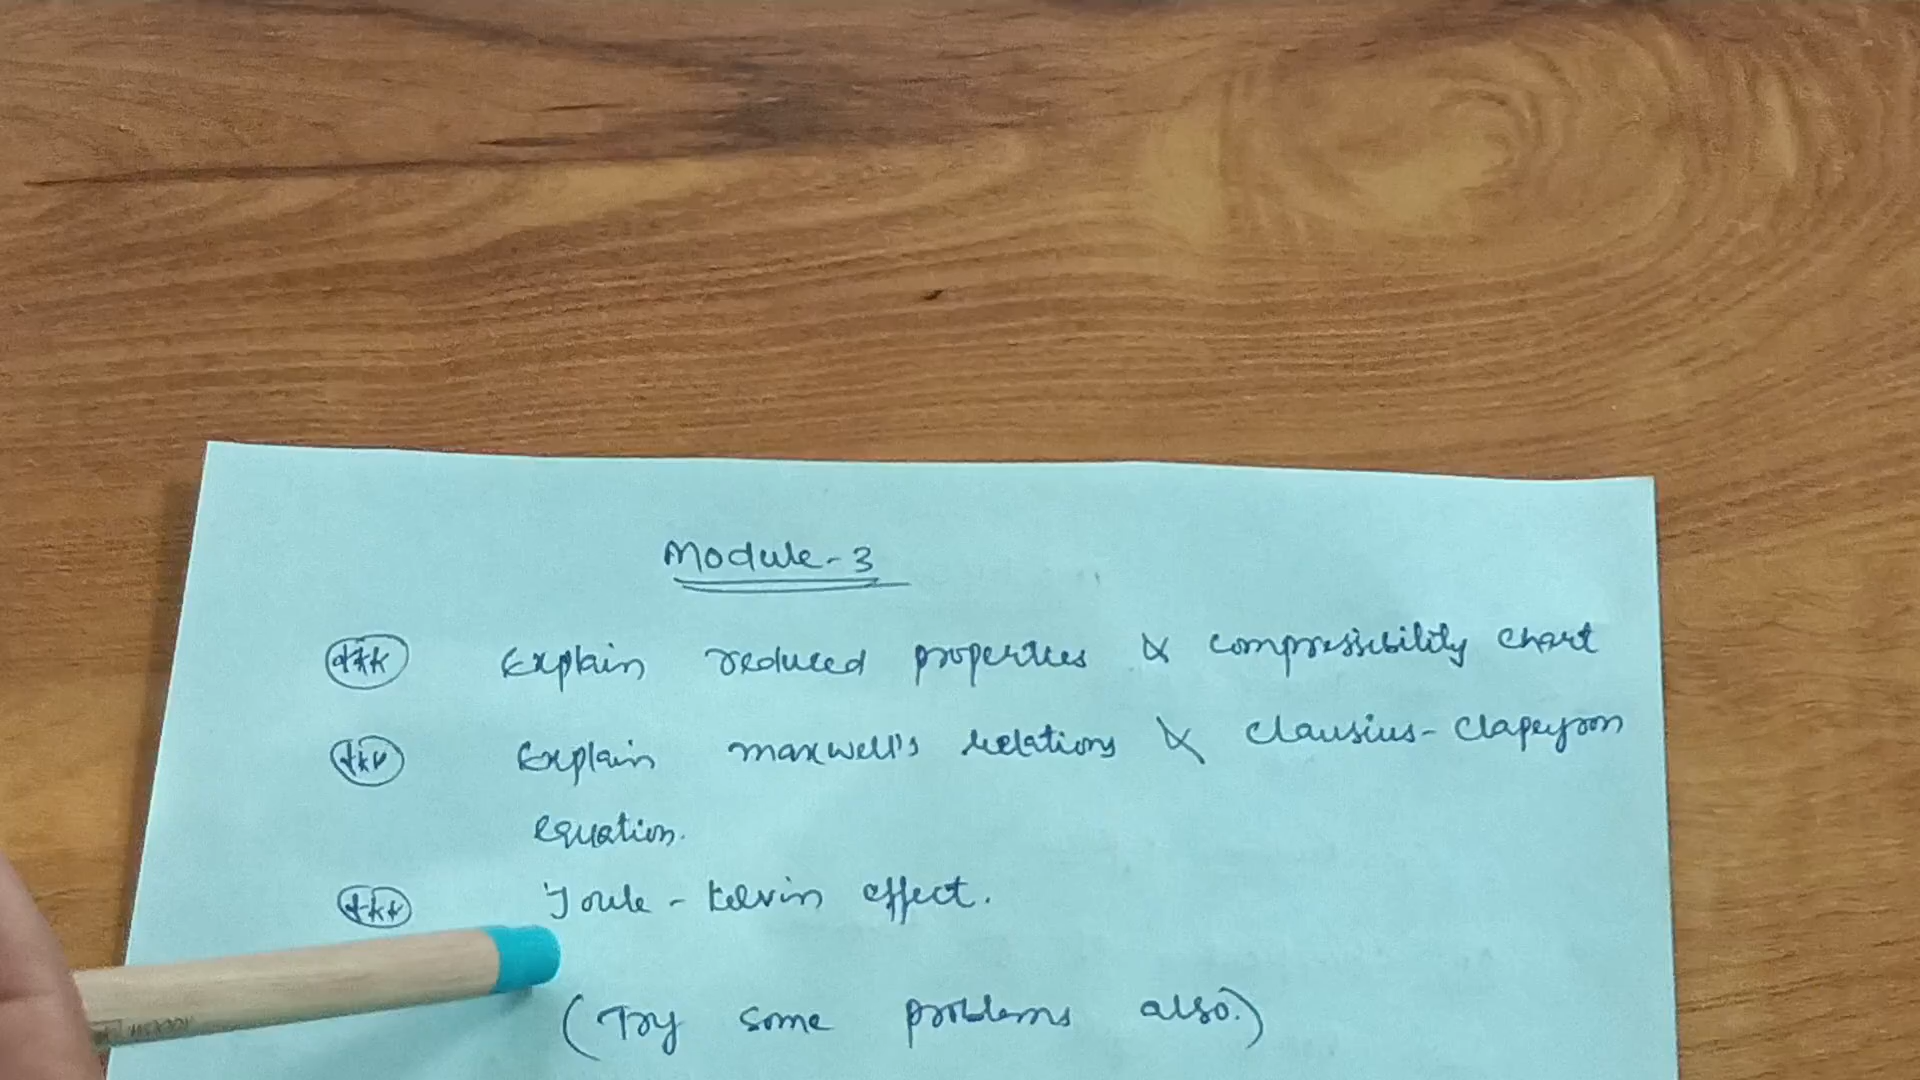 Module-3
*** Explain reduced properties & compressibility chart
*** Explain maxwell's relations & Clausius-Clapeyron
equation.
*** Joule-Kelvin effect.
(Try some problems also.)